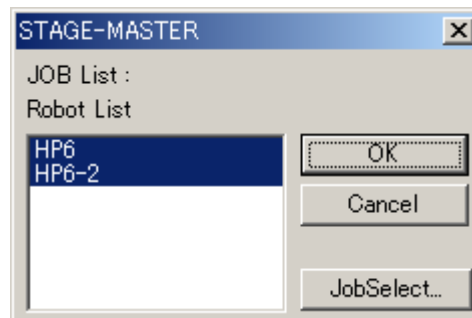 STAGE-MASTER
JOB List :
Robot List
HP6
HP6-2
OK
Cancel
JobSelect...